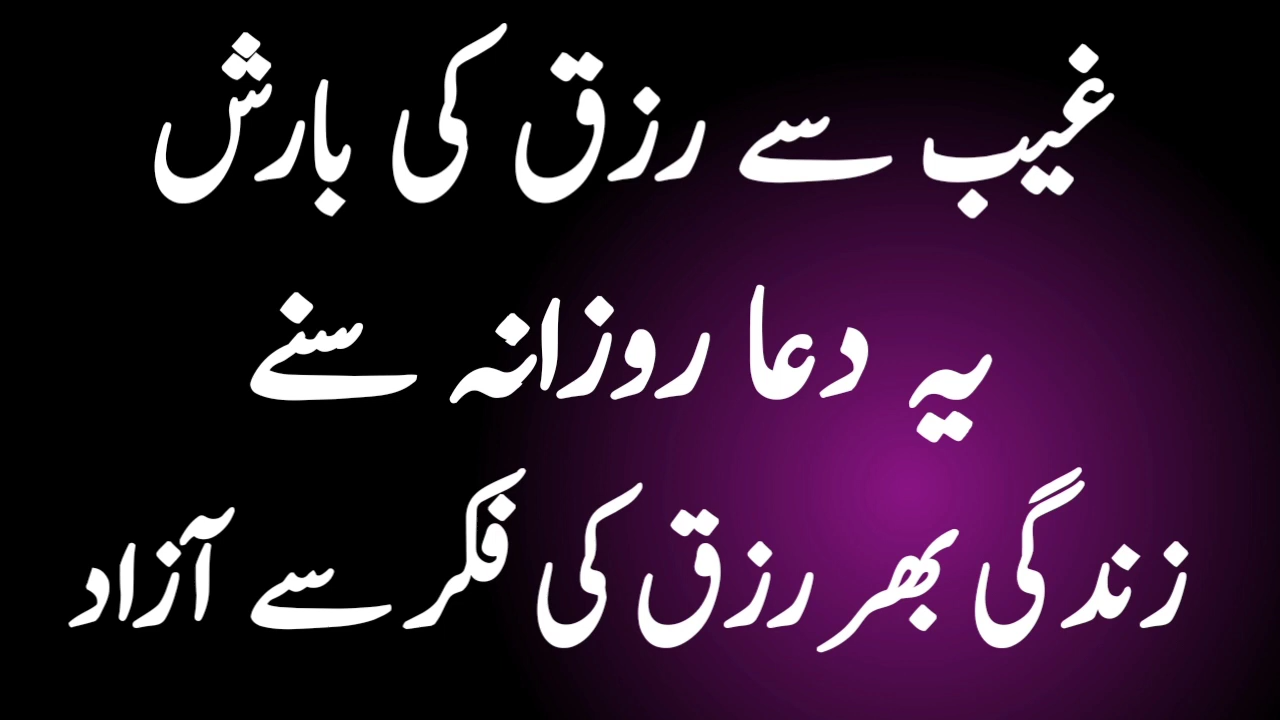 غیب سے رزق کی بارش
یہ دعا روزانہ سنے
زندگی بھر رزق کی فکر سے آزاد